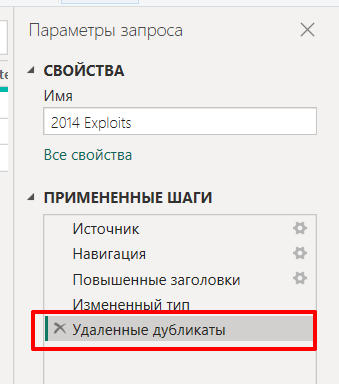 Параметры запроса
te
СВОЙСТВА
Имя
2014 Exploits
Все свойства
ПРИМЕНЕННЫЕ ШАГИ
Источник
Навигация
Повышенные заголовки
Измененный тип
Удаленные дубликаты